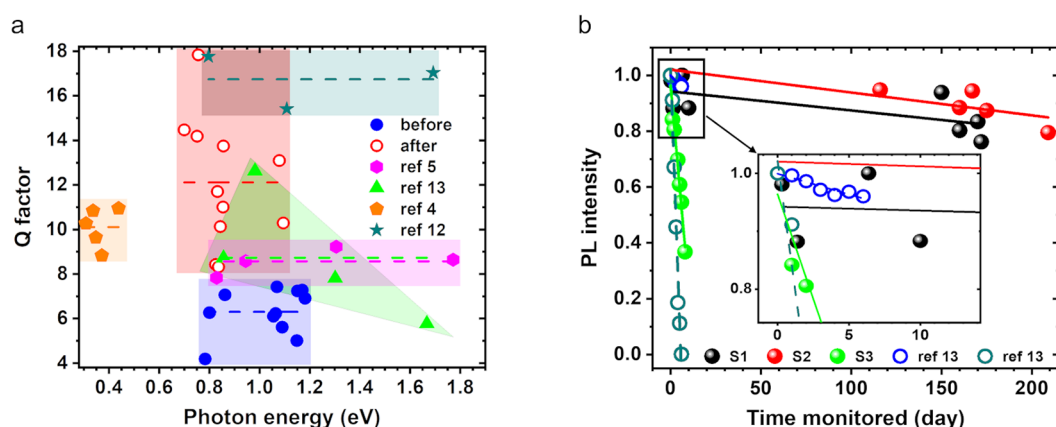 a
18
16
14
12
10
8
6
4
Q factor
0.4
0.6
0.8
1.0
1.2
1.4
1.6
1.8
Photon energy (eV)
before
after
ref 5
ref 13
ref 4
ref 12
b
1.0
0.8
0.6
0.4
0.2
0.0
PL intensity
0
50
100
150
200
Time monitored (day)
1.0
0.8
0
10
S1
S2
S3
ref 13
ref 13